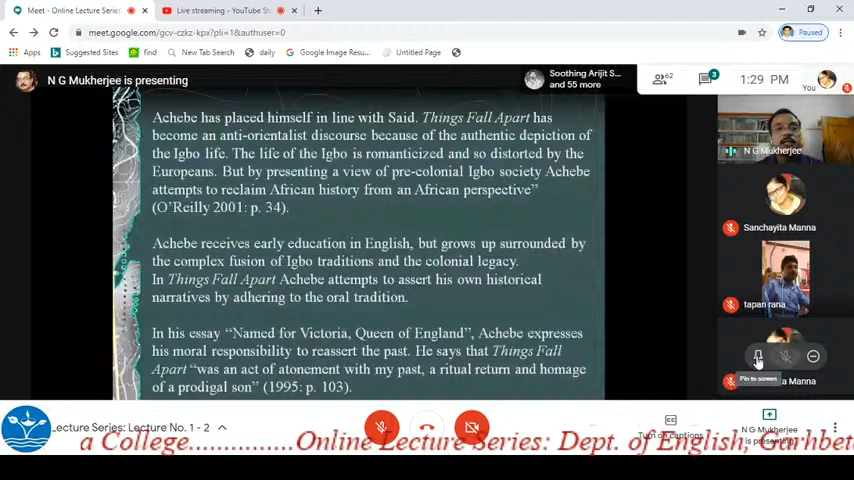 Meet - Online Lecture Series:
Live streaming - YouTube St
meet.google.com/gcv-czkz-kpx?pli=1&authuser=0
Paused
Apps
Suggested Sites
find
New Tab Search
daily
Google Image Resu...
Untitled Page
N G Mukherjee is presenting
Soothing Arijit S...
and 55 more
62
3
1:29 PM
You
Achebe has placed himself in line with Said. Things Fall Apart has
become an anti-orientalist discourse because of the authentic depiction of
the Igbo life. The life of the Igbo is romanticized and so distorted by the
Europeans. But by presenting a view of pre-colonial Igbo society Achebe
attempts to reclaim African history from an African perspective”
(O’Reilly 2001: p. 34).
Achebe receives early education in English, but grows up surrounded by
the complex fusion of Igbo traditions and the colonial legacy.
In Things Fall Apart Achebe attempts to assert his own historical
narratives by adhering to the oral tradition.
In his essay “Named for Victoria, Queen of England”, Achebe expresses
his moral responsibility to reassert the past. He says that Things Fall
Apart “was an act of atonement with my past, a ritual return and homage
of a prodigal son” (1995: p. 103).
N G Mukherjee
Sanchayita Manna
tapan rana
Pin to screen
ta Manna
Lecture Series: Lecture No. 1 - 2
Turn on captions
N G Mukherjee
is presenting
a College...............Online Lecture Series: Dept. of English, Garhbeta